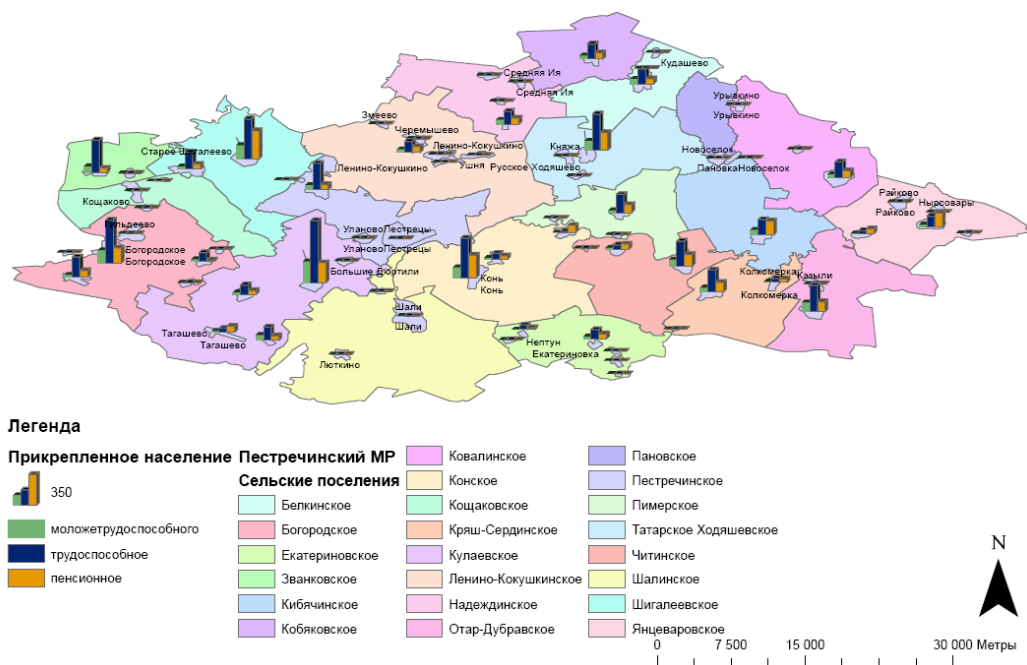 Кудашево
Средняя Ия
Средняя Ия
Урывкино
Урывкино
Змеево
Черемышево
Ленино-Кокушкино
Княжа
Новоселок
Старое Шигалеево
Ленино-Кокушкино
Ушня
Русское Ходяшево
Пановка
Новоселок
Кощаково
Райково
Нырсовары
Райково
Гильдеево
Уланово
Пестрецы
Богородское
Уланово
Пестрецы
Богородское
Большие Дюртили
Конь
Колкомерка
Казыли
Конь
Колкомерка
Шали
Шали
Тагашево
Нептун
Тагашево
Екатериновка
Люткино
Легенда
Прикрепленное население
350
моложетрудоспособного
трудоспособное
пенсионное
Пестречинский МР
Сельские поселения
Белкинское
Богородское
Екатериновское
Званковское
Кибячинское
Кобяковское
Ковалинское
Конское
Кощаковское
Кряш-Сердинское
Кулаевское
Ленино-Кокушкинское
Надеждинское
Отар-Дубравское
Пановское
Пестречинское
Пимерское
Татарское Ходяшевское
Читинское
Шалинское
Шигалеевское
Янцеваровское
N
0 7 500 15 000 30 000 Метры